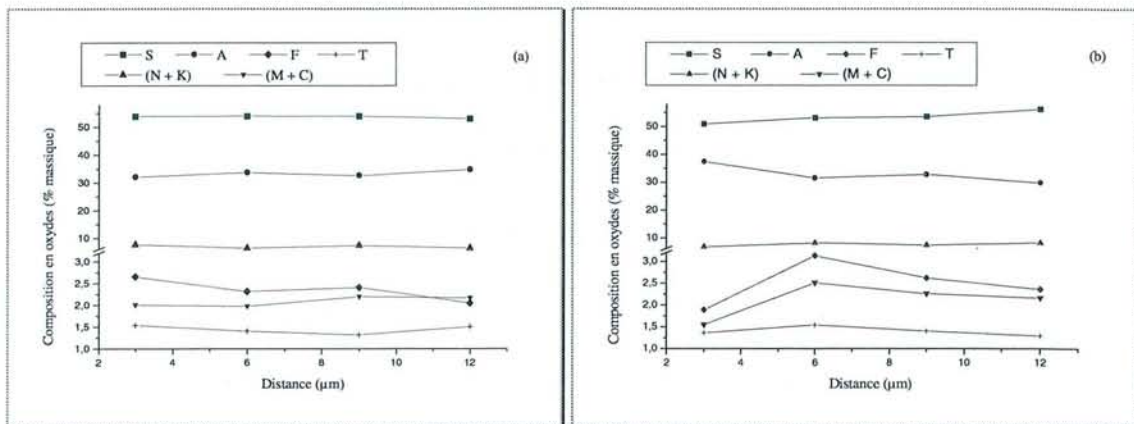 S A F T
(N + K) (M + C)
(a)
Composition en oxydes (% massique)
50
40
30
20
10
3,0
2,5
2,0
1,5
1,0
2 4 6 8 10 12
Distance (µm)
S A F T
(N + K) (M + C)
(b)
Composition en oxydes (% massique)
50
40
30
20
10
3,0
2,5
2,0
1,5
1,0
2 4 6 8 10 12
Distance (µm)